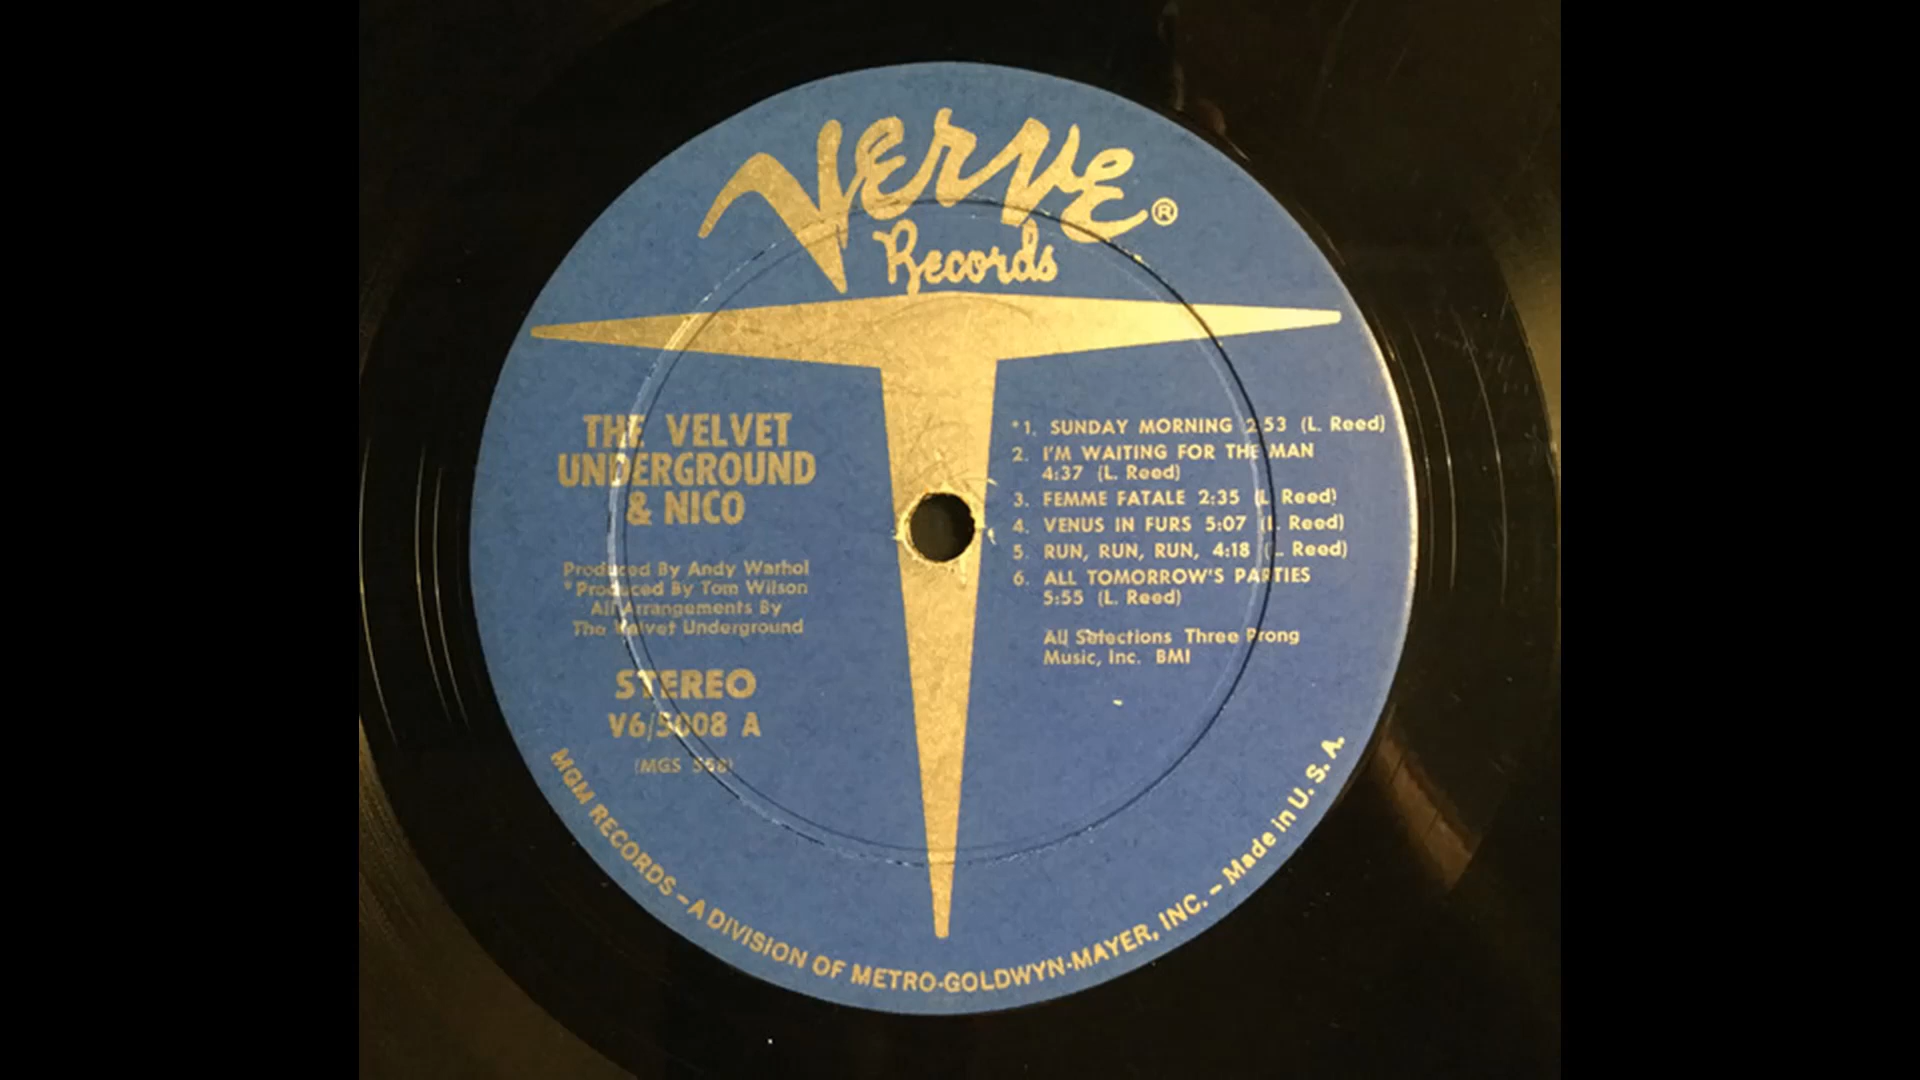 Verve®
Records
THE VELVET
UNDERGROUND
& NICO
Produced By Andy Warhol
*Produced By Tom Wilson
All Arrangements By
The Velvet Underground
STEREO
V6/5008 A
(MGS 558)
*1. SUNDAY MORNING 2:53 (L. Reed)
2. I'M WAITING FOR THE MAN
4:37 (L. Reed)
3. FEMME FATALE 2:35 (L. Reed)
4. VENUS IN FURS 5:07 (L. Reed)
5. RUN, RUN, RUN, 4:18 (L. Reed)
6. ALL TOMORROW'S PARTIES
5:55 (L. Reed)
All Selections Three Prong
Music, Inc. BMI
MGM RECORDS – A DIVISION OF METRO-GOLDWYN-MAYER, INC. – Made in U. S. A.